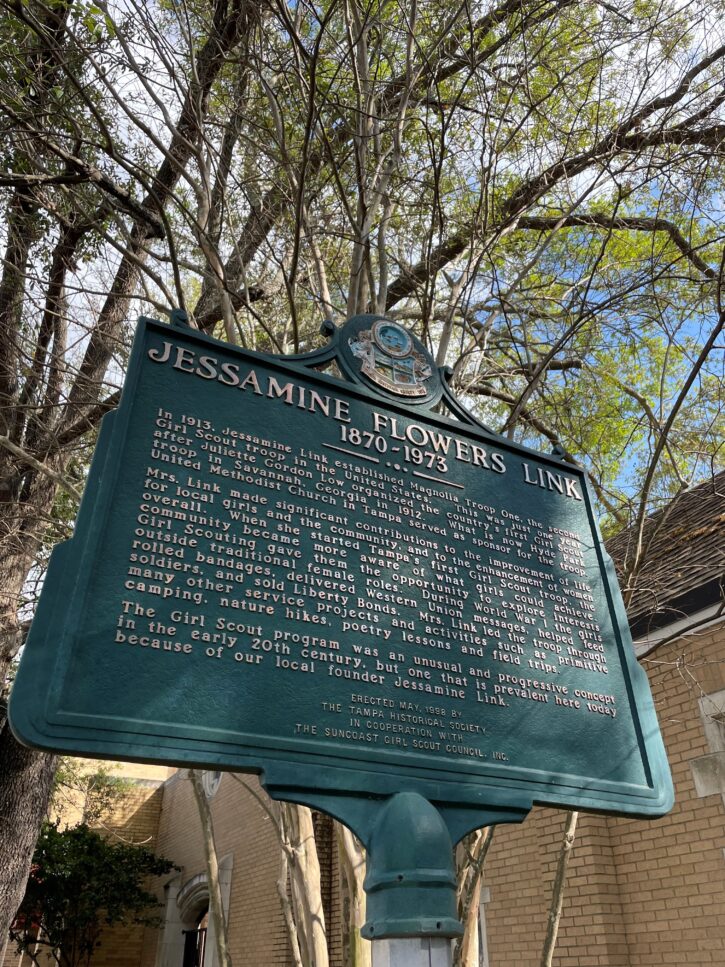 JESSAMINE FLOWERS LINK
1870-1973
In 1913, Jessamine Link established Magnolia Troop One, the second
Girl Scout troop in the United States. This was just one year
after Juliette Gordon Low organized the country's first Girl Scout
troop in Savannah, Georgia in 1912. What's now Hyde Park
United Methodist Church in Tampa served as sponsor for the troop.
Mrs. Link made significant contributions to the improvement of life
for local girls and the community, and to the enhancement of women
overall. When she started Tampa's first Girl Scout troop, the
community became more aware of what girls could achieve.
Girl Scouting gave them the opportunity to explore interests
outside traditional female roles. During World War I, the girls
rolled bandages, delivered Western Union messages, helped feed
soldiers, and sold Liberty Bonds. Mrs. Link led the troop through
many other service projects and activities such as primitive
camping, nature hikes, poetry lessons and field trips.
The Girl Scout program was an unusual and progressive concept
in the early 20th century, but one that is prevalent here today
because of our local founder Jessamine Link.
ERECTED MAY, 1998 BY
THE TAMPA HISTORICAL SOCIETY
IN COOPERATION WITH
THE SUNCOAST GIRL SCOUT COUNCIL, INC.